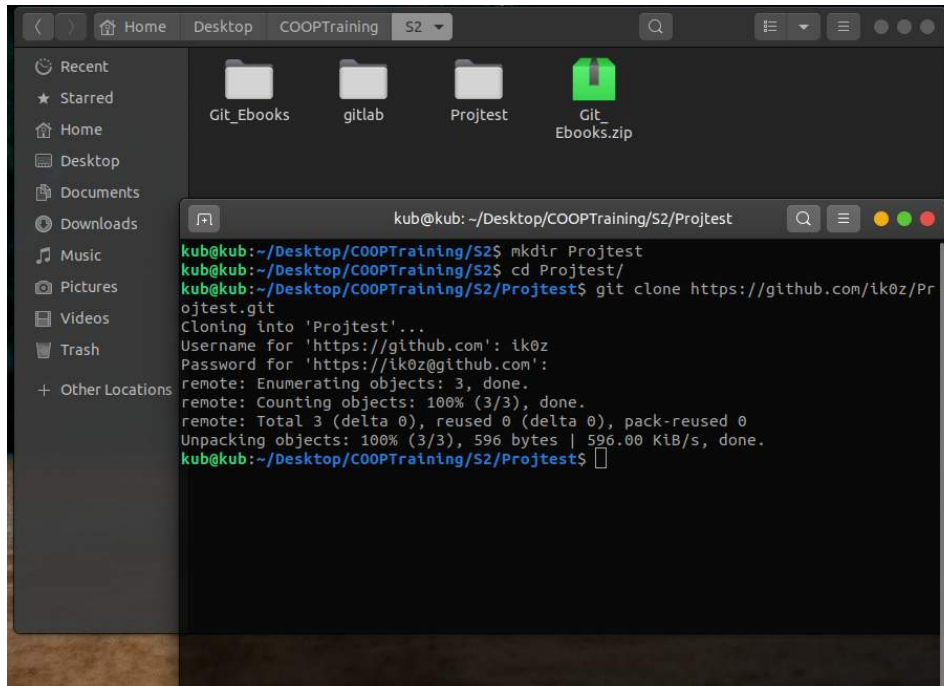 Home Desktop COOPTraining S2
Recent
Starred
Home
Desktop
Documents
Downloads
Music
Pictures
Videos
Trash
+ Other Locations
Git_Ebooks gitlab Projtest Git_
Ebooks.zip
kub@kub: ~/Desktop/COOPTraining/S2/Projtest
kub@kub:~/Desktop/COOPTraining/S2$ mkdir Projtest
kub@kub:~/Desktop/COOPTraining/S2$ cd Projtest/
kub@kub:~/Desktop/COOPTraining/S2/Projtest$ git clone https://github.com/ik0z/Pr
ojtest.git
Cloning into 'Projtest'...
Username for 'https://github.com': ik0z
Password for 'https://ik0z@github.com':
remote: Enumerating objects: 3, done.
remote: Counting objects: 100% (3/3), done.
remote: Total 3 (delta 0), reused 0 (delta 0), pack-reused 0
Unpacking objects: 100% (3/3), 596 bytes | 596.00 KiB/s, done.
kub@kub:~/Desktop/COOPTraining/S2/Projtest$